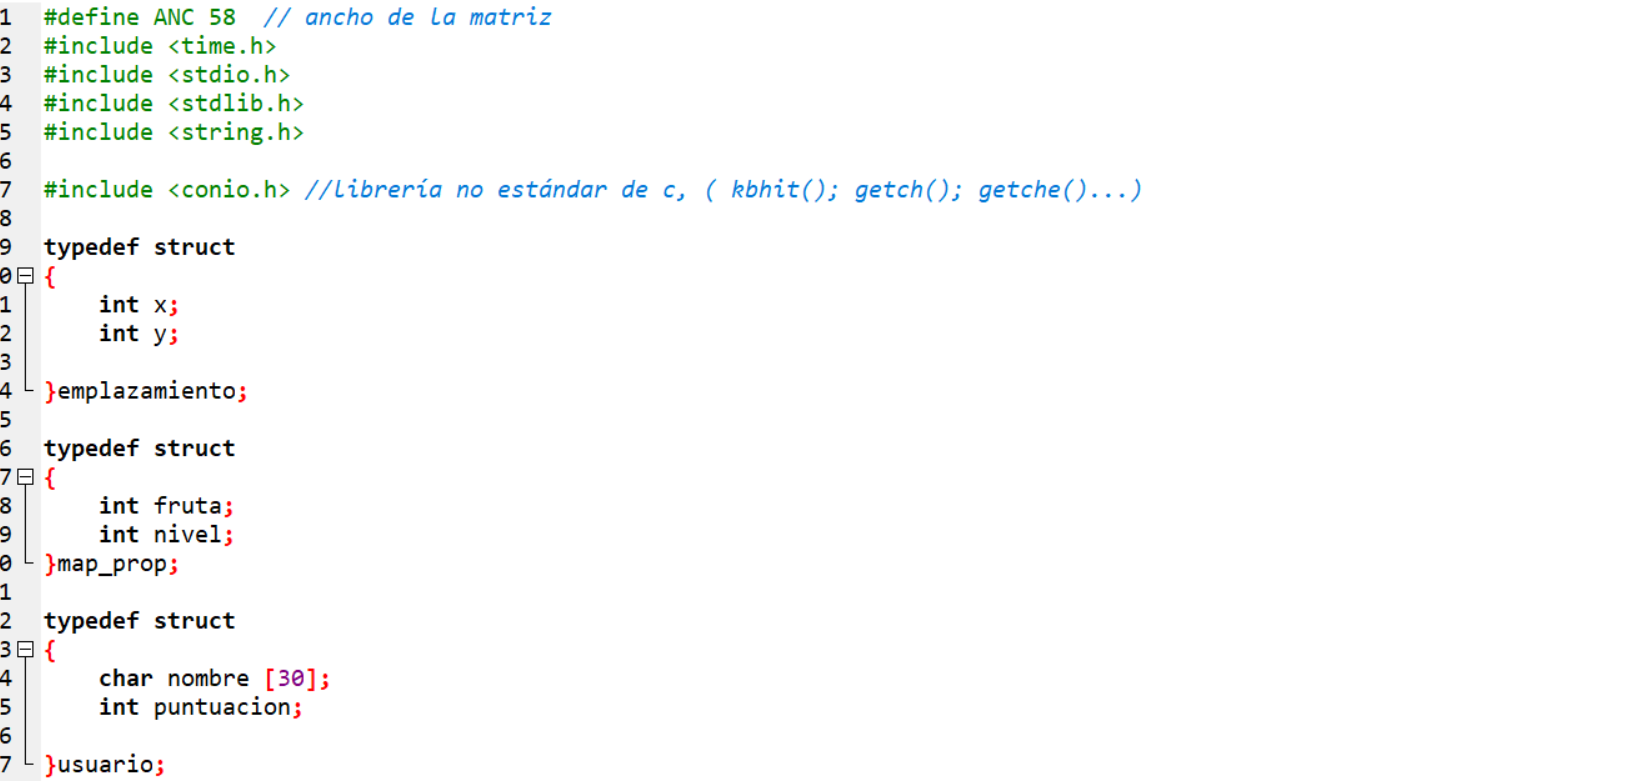 1 #define ANC 58 // ancho de la matriz
2 #include <time.h>
3 #include <stdio.h>
4 #include <stdlib.h>
5 #include <string.h>
6
7 #include <conio.h> //librería no estándar de c, ( kbhit(); getch(); getche()...)
8
9 typedef struct
0 {
1 int x;
2 int y;
3
4 }emplazamiento;
5
6 typedef struct
7 {
8 int fruta;
9 int nivel;
0 }map_prop;
1
2 typedef struct
3 {
4 char nombre [30];
5 int puntuacion;
6
7 }usuario;